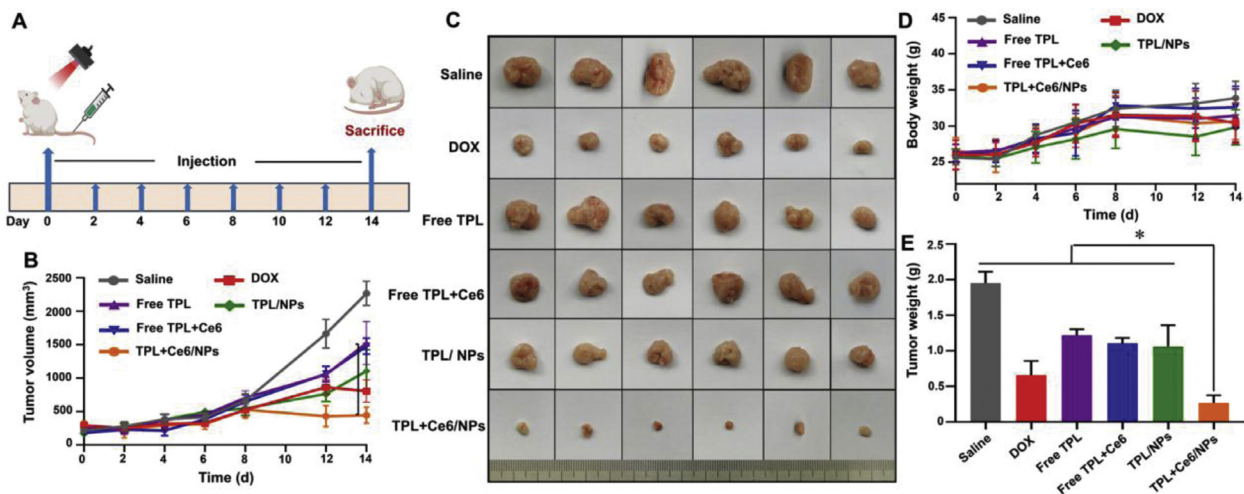 A
Sacrifice
Injection
Day 0 2 4 6 8 10 12 14
B
Tumor volume (mm³)
2500
2000
1500
1000
500
0
Saline
DOX
Free TPL
TPL/NPs
Free TPL+Ce6
TPL+Ce6/NPs
0 2 4 6 8 10 12 14
Time (d)
C
Saline
DOX
Free TPL
Free TPL+Ce6
TPL/ NPs
TPL+Ce6/NPs
D
Body weight (g)
45
40
35
30
25
Saline
DOX
Free TPL
TPL/NPs
Free TPL+Ce6
TPL+Ce6/NPs
0 2 4 6 8 10 12 14
Time (d)
E
Tumor weight (g)
2.5
2.0
1.5
1.0
0.5
0
*
Saline
DOX
Free TPL
Free TPL+Ce6
TPL/NPs
TPL+Ce6/NPs